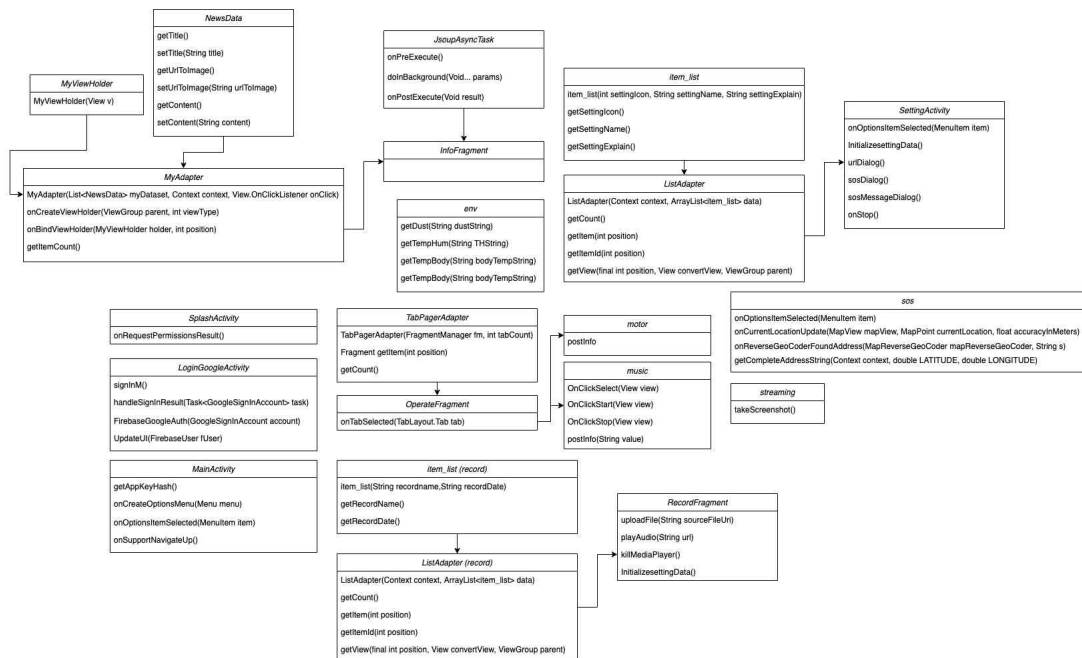 NewsData
getTitle()
setTitle(String title)
getUrlToImage()
setUrlToImage(String urlToImage)
getContent()
setContent(String content)
MyViewHolder
MyViewHolder(View v)
MyAdapter
MyAdapter(List<NewsData> myDataset, Context context, View.OnClickListener onClick)
onCreateViewHolder(ViewGroup parent, int viewType)
onBindViewHolder(MyViewHolder holder, int position)
getItemCount()
JsoupAsyncTask
onPreExecute()
doInBackground(Void... params)
onPostExecute(Void result)
InfoFragment
env
getDust(String dustString)
getTempHum(String THString)
getTempBody(String bodyTempString)
getTempBody(String bodyTempString)
item_list
item_list(int settingIcon, String settingName, String settingExplain)
getSettingIcon()
getSettingName()
getSettingExplain()
ListAdapter
ListAdapter(Context context, ArrayList<item_list> data)
getCount()
getItem(int position)
getItemId(int position)
getView(final int position, View convertView, ViewGroup parent)
SettingActivity
onOptionsItemSelected(MenuItem item)
InitializesettingData()
urlDialog()
sosDialog()
sosMessageDialog()
onStop()
SplashActivity
onRequestPermissionsResult()
LoginGoogleActivity
signInM()
handleSignInResult(Task<GoogleSignInAccount> task)
FirebaseGoogleAuth(GoogleSignInAccount account)
UpdateUI(FirebaseUser fUser)
MainActivity
getAppKeyHash()
onCreateOptionsMenu(Menu menu)
onOptionsItemSelected(MenuItem item)
onSupportNavigateUp()
TabPagerAdapter
TabPagerAdapter(FragmentManager fm, int tabCount)
Fragment getItem(int position)
getCount()
OperateFragment
onTabSelected(TabLayout.Tab tab)
motor
postInfo
music
OnClickSelect(View view)
OnClickStart(View view)
OnClickStop(View view)
postInfo(String value)
sos
onOptionsItemSelected(MenuItem item)
onCurrentLocationUpdate(MapView mapView, MapPoint currentLocation, float accuracyInMeters)
onReverseGeoCoderFoundAddress(MapReverseGeoCoder mapReverseGeoCoder, String s)
getCompleteAddressString(Context context, double LATITUDE, double LONGITUDE)
streaming
takeScreenshot()
item_list (record)
item_list(String recordname,String recordDate)
getRecordName()
getRecordDate()
ListAdapter (record)
ListAdapter(Context context, ArrayList<item_list> data)
getCount()
getItem(int position)
getItemId(int position)
getView(final int position, View convertView, ViewGroup parent)
RecordFragment
uploadFile(String sourceFileUri)
playAudio(String url)
killMediaPlayer()
InitializesettingData()